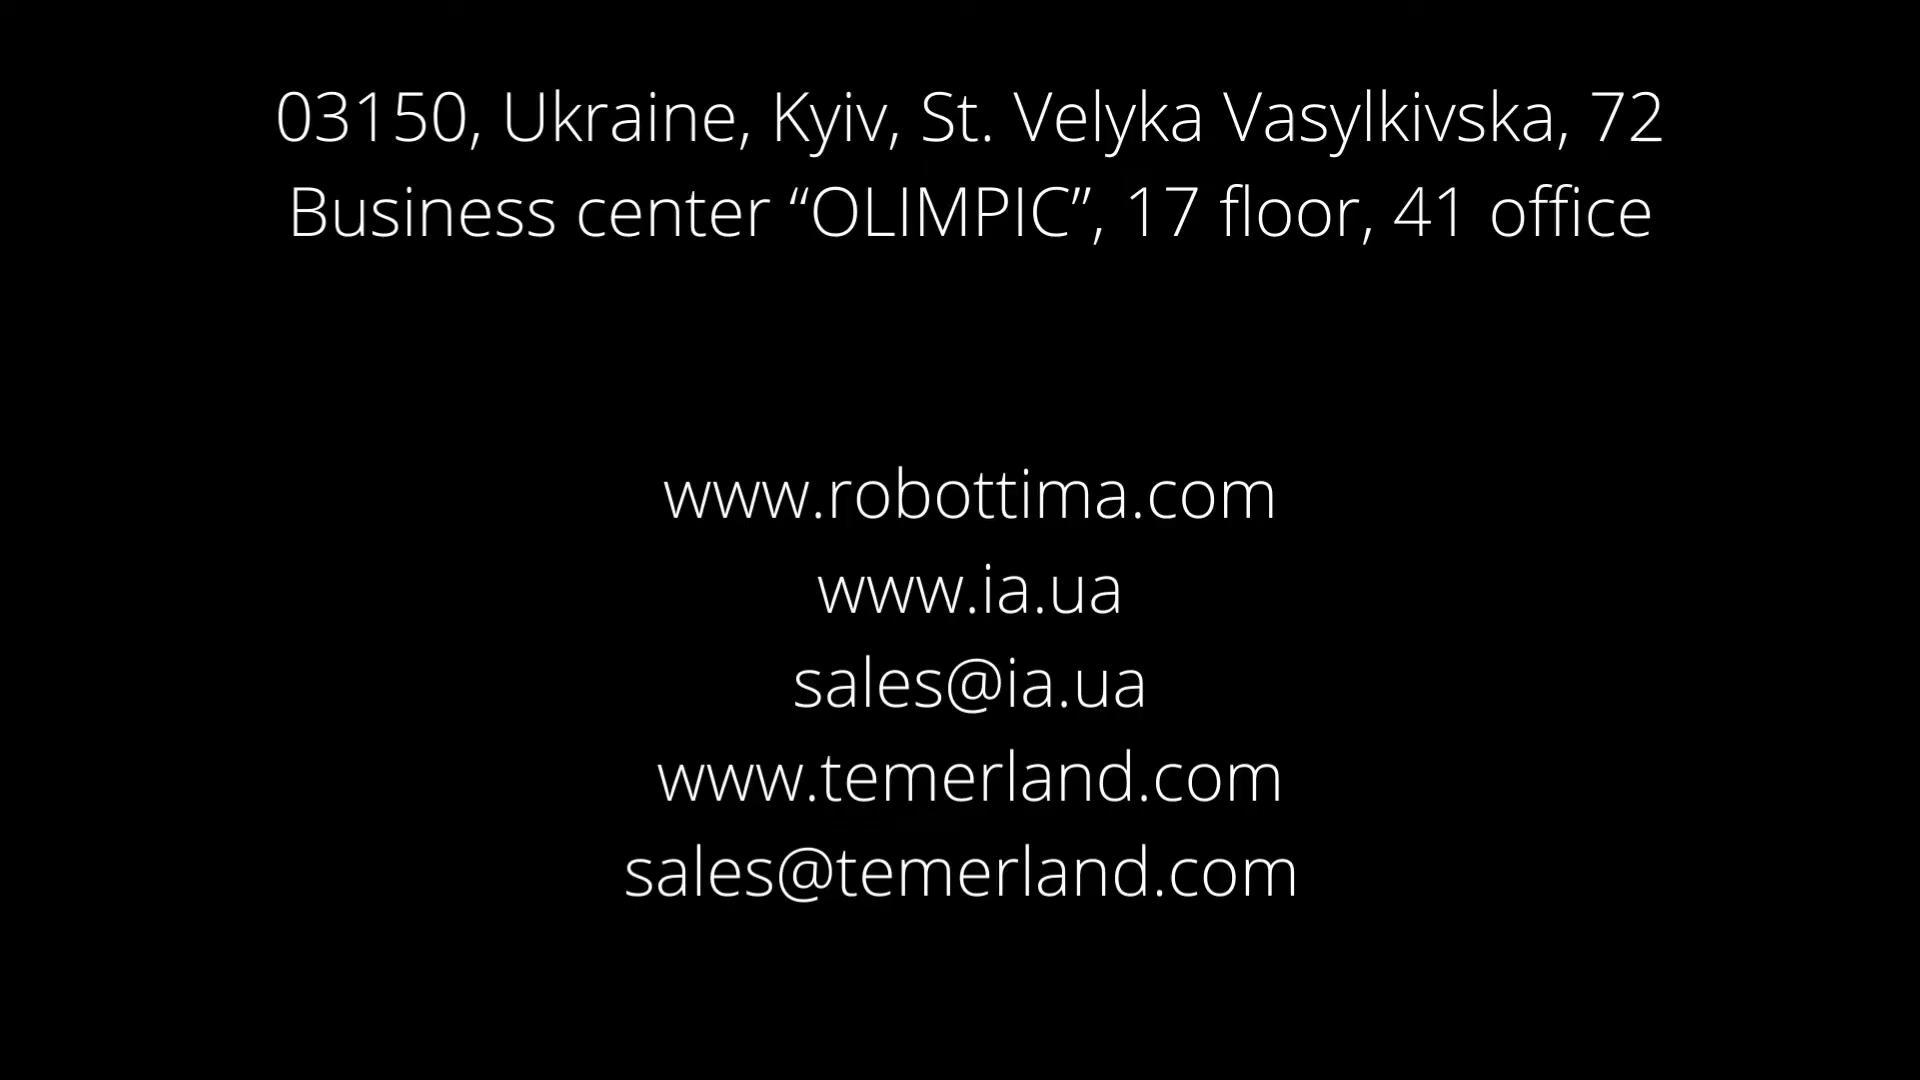 03150, Ukraine, Kyiv, St. Velyka Vasylkivska, 72
Business center “OLIMPIC”, 17 floor, 41 office
www.robottima.com
www.ia.ua
sales@ia.ua
www.temerland.com
sales@temerland.com